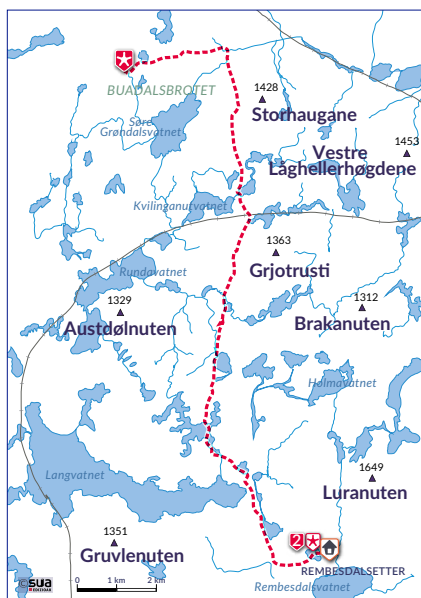 BUADALSBROTET
1428
Storhaugane
Søre
Grøndalsvatnet
1453
Vestre
Låghellerhøgdene
Kvilinganutvatnet
1363
Grjotrusti
Rundavatnet
1329
Austdølnuten
1312
Brakanuten
Holmavatnet
1649
Luranuten
Langvatnet
1351
Gruvlenuten
2
REMBESDALSETTER
Rembesdalsvatnet
©sua
EDIZIOAK
0 1 km 2 km